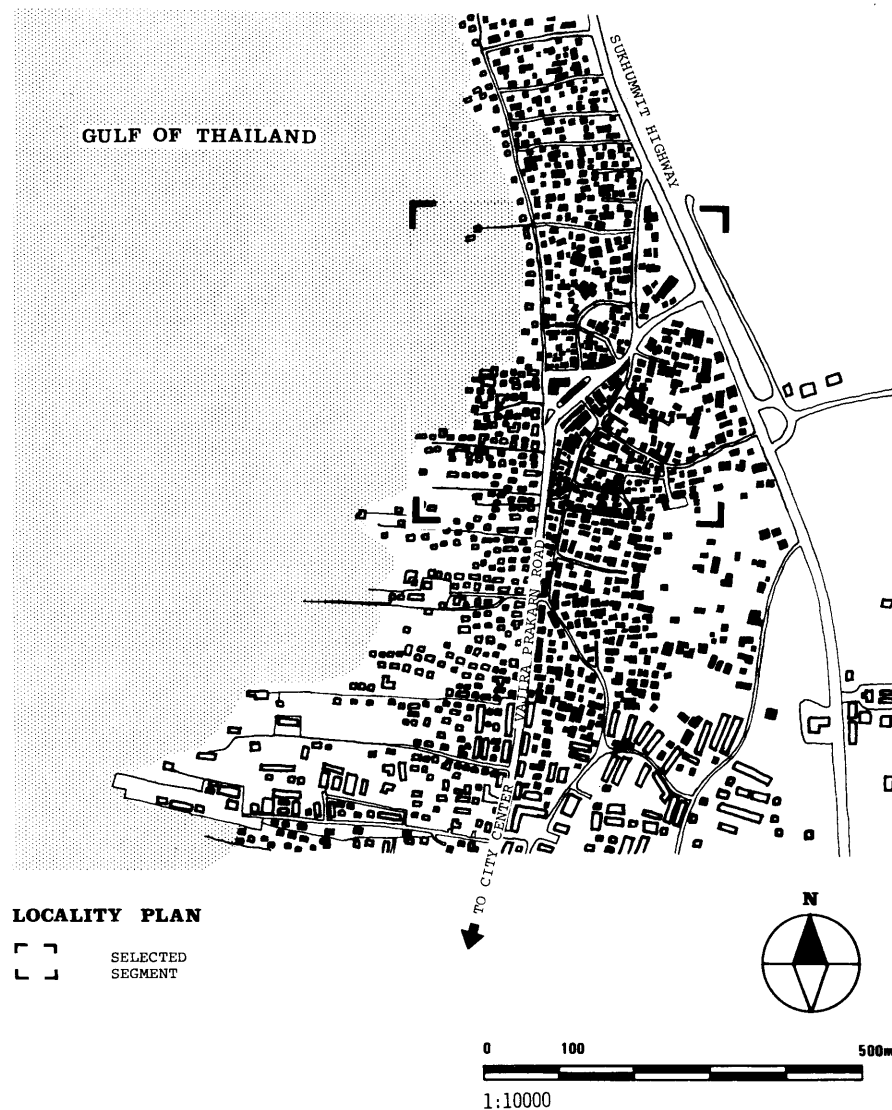 SUKHUMWIT HIGHWAY
GULF OF THAILAND
VAJIRA PRAKARN ROAD
TO CITY CENTER
LOCALITY PLAN
SELECTED
SEGMENT
N
0 100 500m
1:10000